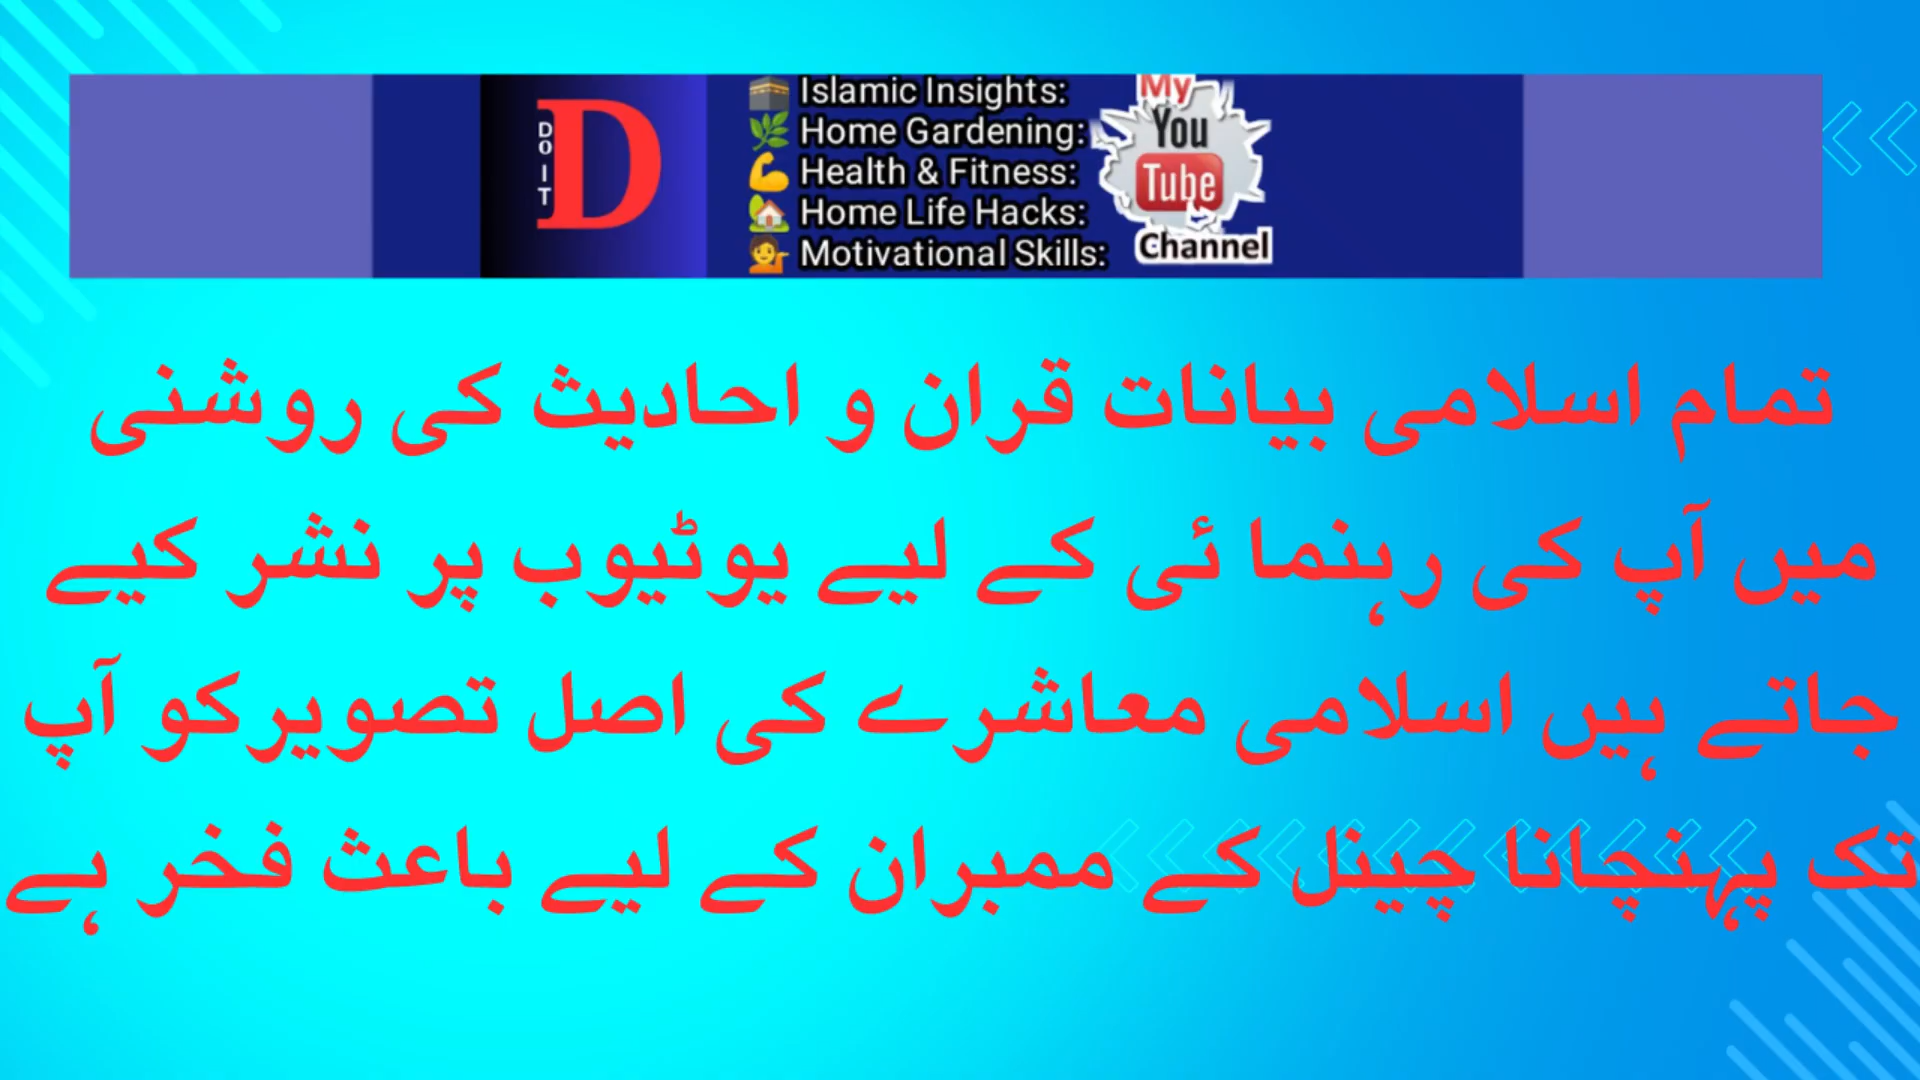 Islamic Insights:
Home Gardening:
Health & Fitness:
Home Life Hacks:
Motivational Skills:
DO IT
D
My
You
Tube
Channel
تمام اسلامی بیانات قران و احادیث کی روشنی
میں آپ کی رہنما ئی کے لیے یوٹیوب پر نشر کیے
جاتے ہیں اسلامی معاشرے کی اصل تصویرکو آپ
تک پہنچانا چینل کے ممبران کے لیے باعث فخر ہے